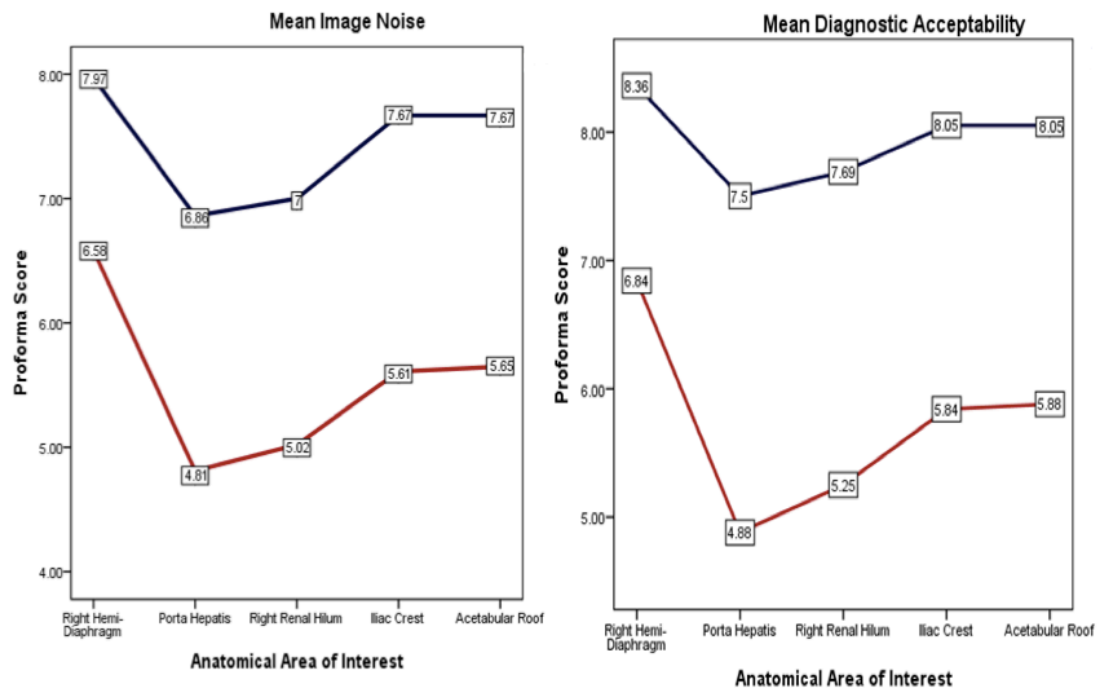 Mean Image Noise
8.00
7.00
6.00
5.00
4.00
Proforma Score
7.97
6.86
7
7.67
7.67
6.58
4.81
5.02
5.61
5.65
Right Hemi-
Diaphragm
Porta Hepatis
Right Renal Hilum
Iliac Crest
Acetabular Roof
Anatomical Area of Interest
Mean Diagnostic Acceptability
8.00
7.00
6.00
5.00
Proforma Score
8.36
7.5
7.69
8.05
8.05
6.84
4.88
5.25
5.84
5.88
Right Hemi-
Diaphragm
Porta Hepatis
Right Renal Hilum
Iliac Crest
Acetabular Roof
Anatomical Area of Interest